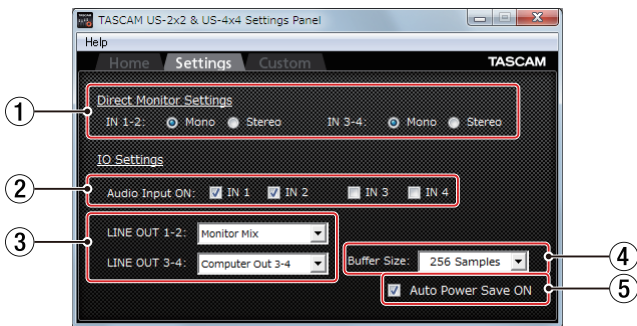 TASCAM US-2x2 & US-4x4 Settings Panel
Help
Home Settings Custom TASCAM
Direct Monitor Settings
1 IN 1-2: Mono Stereo IN 3-4: Mono Stereo
IO Settings
2 Audio Input ON: IN 1 IN 2 IN 3 IN 4
3 LINE OUT 1-2: Monitor Mix
LINE OUT 3-4: Computer Out 3-4 Buffer Size: 256 Samples 4
Auto Power Save ON 5